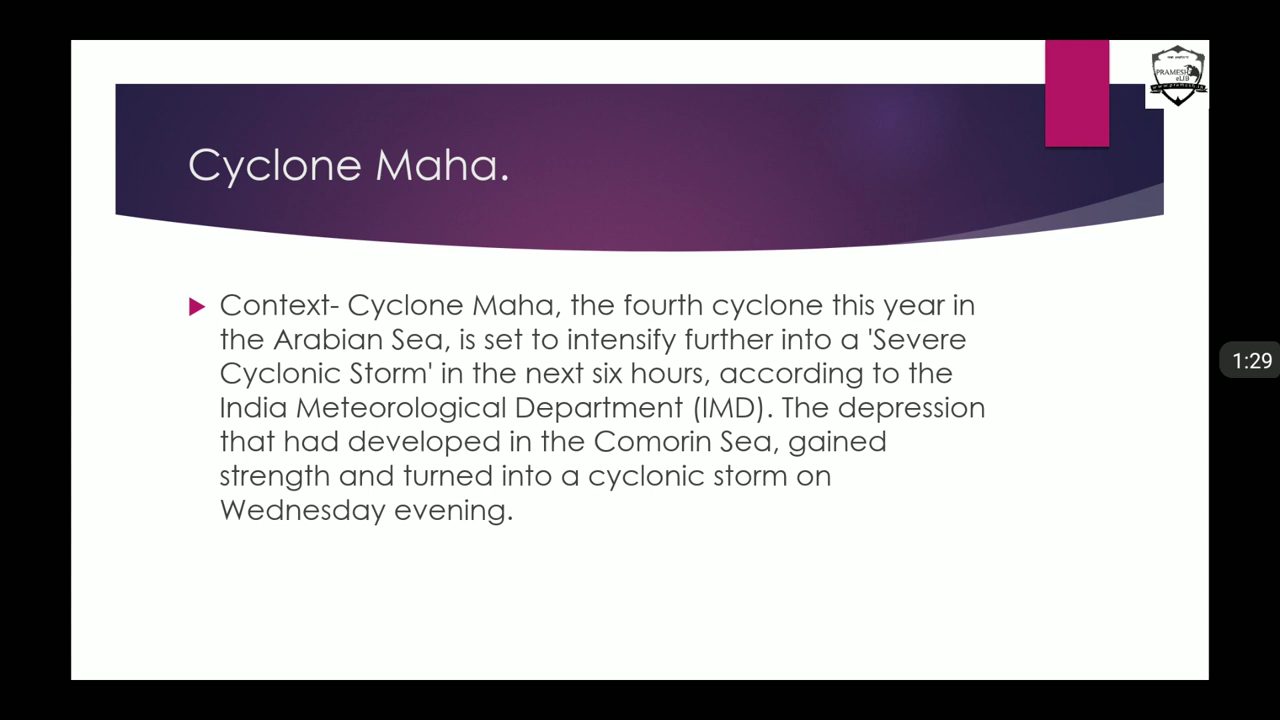 Cyclone Maha.
Context- Cyclone Maha, the fourth cyclone this year in
the Arabian Sea, is set to intensify further into a 'Severe
Cyclonic Storm' in the next six hours, according to the
India Meteorological Department (IMD). The depression
that had developed in the Comorin Sea, gained
strength and turned into a cyclonic storm on
Wednesday evening.
PRAMESH
eLIB
1:29